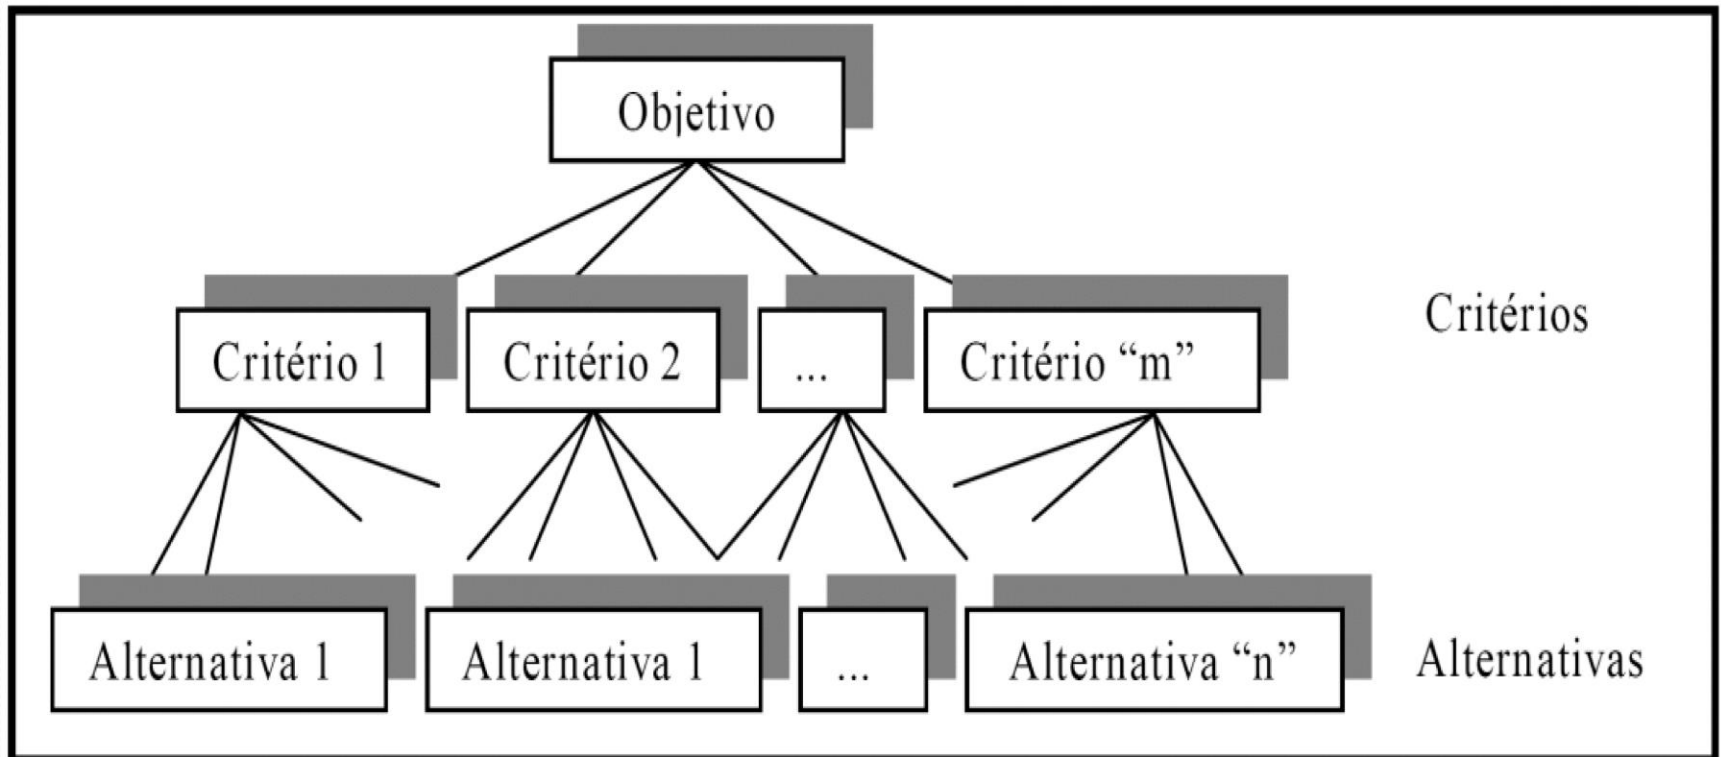 Objetivo
Critério 1
Critério 2
...
Critério “m”
Critérios
Alternativa 1
Alternativa 1
...
Alternativa “n”
Alternativas